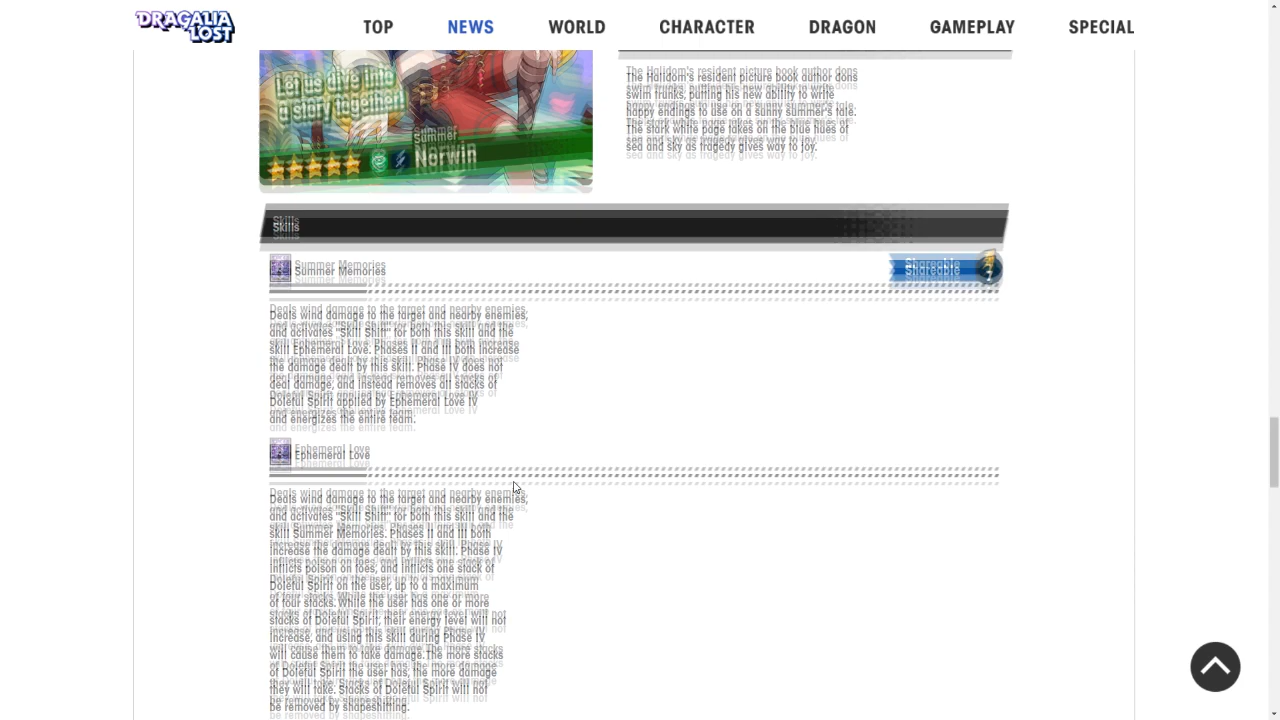 DRAGALIA LOST
TOP NEWS WORLD CHARACTER DRAGON GAMEPLAY SPECIAL
Let us dive into
a story together!
Summer
Norwin
The Halidom's resident picture book author dons
swim trunks, putting his new ability to write
happy endings to use on a sunny summer's tale.
The stark white page takes on the blue hues of
sea and sky as tragedy gives way to joy.
Skills
Summer Memories
Shareable
Deals wind damage to the target and nearby enemies,
and activates "Skill Shift" for both this skill and the
skill Ephemeral Love. Phases II and III both increase
the damage dealt by this skill. Phase IV does not
deal damage, and instead removes all stacks of
Doleful Spirit applied by Ephemeral Love IV
and energizes the entire team.
Ephemeral Love
Deals wind damage to the target and nearby enemies,
and activates "Skill Shift" for both this skill and the
skill Summer Memories. Phases II and III both
increase the damage dealt by this skill. Phase IV
inflicts poison on foes, and inflicts one stack of
Doleful Spirit on the user, up to a maximum
of four stacks. While the user has one or more
stacks of Doleful Spirit, their energy level will not
increase, and using this skill during Phase IV
will cause them to take damage. The more stacks
of Doleful Spirit the user has, the more damage
they will take. Stacks of Doleful Spirit will not
be removed by shapeshifting.